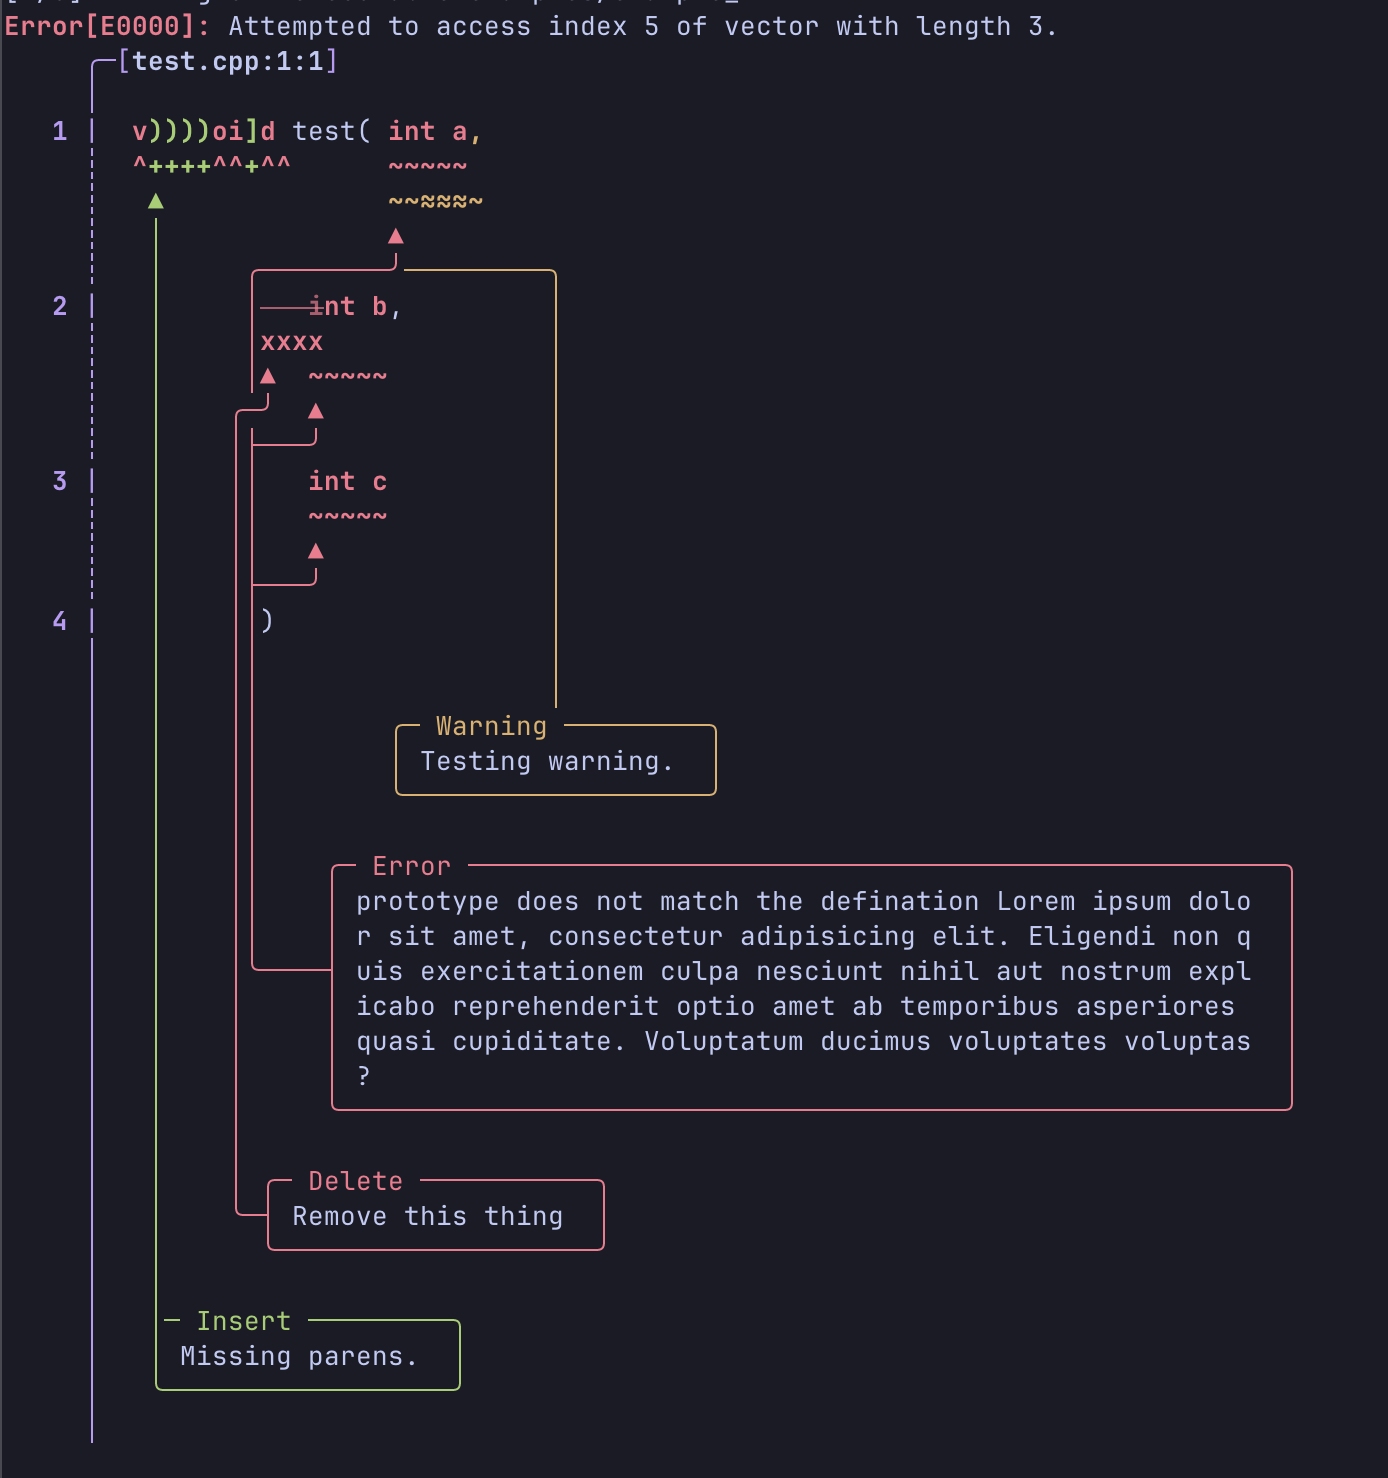 Error[E0000]: Attempted to access index 5 of vector with length 3.
[test.cpp:1:1]
1 v))))oi]d test( int a,
^++++^^+^^ ~~~~~
~~≋≋≋~
2 int b,
xxxx
~~~~~
3 int c
~~~~~
4 )
Warning
Testing warning.
Error
prototype does not match the defination Lorem ipsum dolo
r sit amet, consectetur adipisicing elit. Eligendi non q
uis exercitationem culpa nesciunt nihil aut nostrum expl
icabo reprehenderit optio amet ab temporibus asperiores
quasi cupiditate. Voluptatum ducimus voluptates voluptas
?
Delete
Remove this thing
Insert
Missing parens.